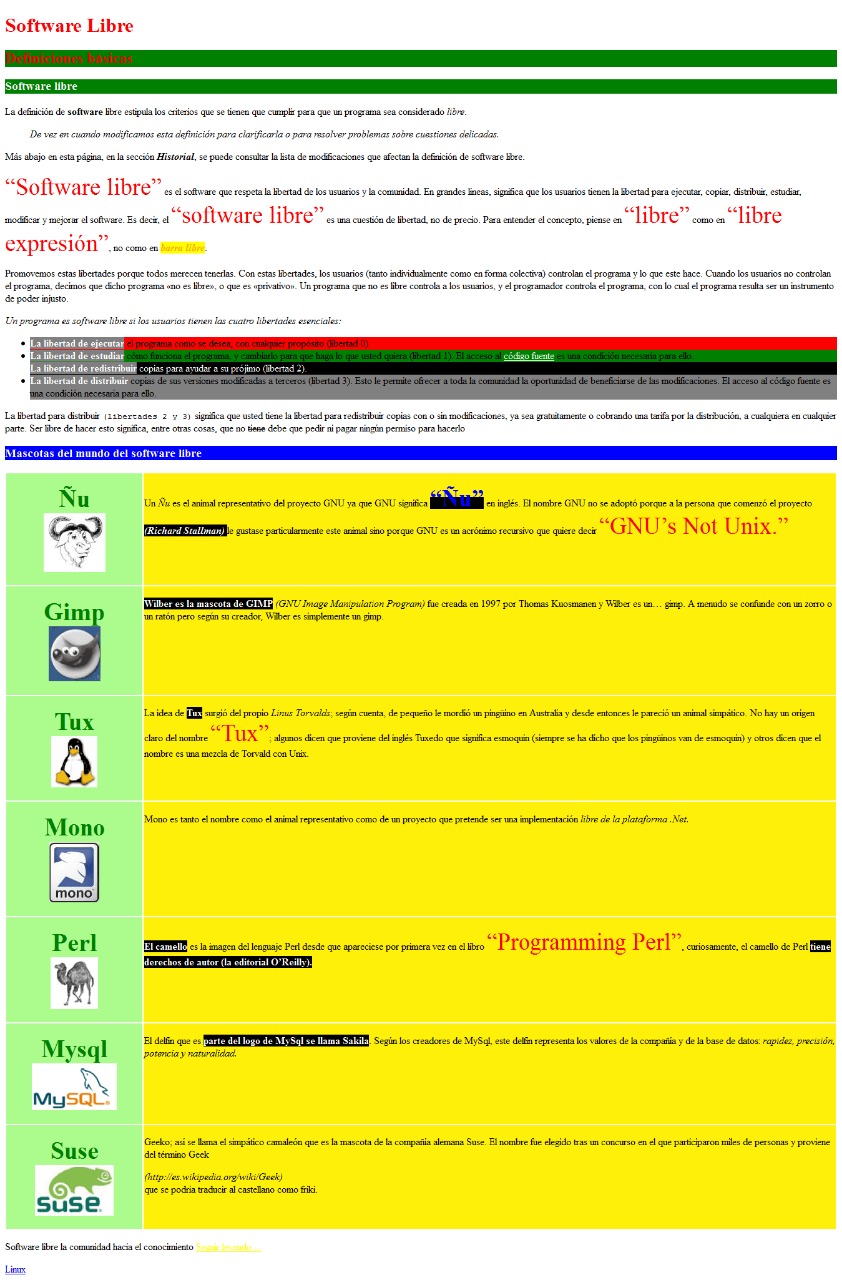 Software Libre
Definiciones básicas
Software libre
La definición de software libre estipula los criterios que se tienen que cumplir para que un programa sea considerado libre.
De vez en cuando modificamos esta definición para clarificarla o para resolver problemas sobre cuestiones delicadas.
Más abajo en esta página, en la sección Historial, se puede consultar la lista de modificaciones que afectan la definición de software libre.
“Software libre” es el software que respeta la libertad de los usuarios y la comunidad. En grandes líneas, significa que los usuarios tienen la libertad para ejecutar, copiar, distribuir, estudiar,
modificar y mejorar el software. Es decir, el “software libre” es una cuestión de libertad, no de precio. Para entender el concepto, piense en “libre” como en “libre
expresión”, no como en barra libre.
Promovemos estas libertades porque todos merecen tenerlas. Con estas libertades, los usuarios (tanto individualmente como en forma colectiva) controlan el programa y lo que este hace. Cuando los usuarios no controlan
el programa, decimos que dicho programa «no es libre», o que es «privativo». Un programa que no es libre controla a los usuarios, y el programador controla el programa, con lo cual el programa resulta ser un instrumento
de poder injusto.
Un programa es software libre si los usuarios tienen las cuatro libertades esenciales:
La libertad de ejecutar el programa como se desea, con cualquier propósito (libertad 0).
La libertad de estudiar cómo funciona el programa, y cambiarlo para que haga lo que usted quiera (libertad 1). El acceso al código fuente es una condición necesaria para ello.
La libertad de redistribuir copias para ayudar a su prójimo (libertad 2).
La libertad de distribuir copias de sus versiones modificadas a terceros (libertad 3). Esto le permite ofrecer a toda la comunidad la oportunidad de beneficiarse de las modificaciones. El acceso al código fuente es
una condición necesaria para ello.
La libertad para distribuir (libertades 2 y 3) significa que usted tiene la libertad para redistribuir copias con o sin modificaciones, ya sea gratuitamente o cobrando una tarifa por la distribución, a cualquiera en cualquier
parte. Ser libre de hacer esto significa, entre otras cosas, que no tiene debe que pedir ni pagar ningún permiso para hacerlo
Mascotas del mundo del software libre
Ñu
Un Ñu es el animal representativo del proyecto GNU ya que GNU significa “Ñu” en inglés. El nombre GNU no se adoptó porque a la persona que comenzó el proyecto
(Richard Stallman) le gustase particularmente este animal sino porque GNU es un acrónimo recursivo que quiere decir “GNU’s Not Unix.”
Gimp
Wilber es la mascota de GIMP (GNU Image Manipulation Program) fue creada en 1997 por Thomas Kuosmanen y Wilber es un… gimp. A menudo se confunde con un zorro o
un ratón pero según su creador, Wilber es simplemente un gimp.
Tux
La idea de Tux surgió del propio Linus Torvalds; según cuenta, de pequeño le mordió un pingüino en Australia y desde entonces le pareció un animal simpático. No hay un origen
claro del nombre “Tux”; algunos dicen que proviene del inglés Tuxedo que significa esmoquin (siempre se ha dicho que los pingüinos van de esmoquin) y otros dicen que el
nombre es una mezcla de Torvald con Unix.
Mono
mono
Mono es tanto el nombre como el animal representativo como de un proyecto que pretende ser una implementación libre de la plataforma .Net.
Perl
El camello es la imagen del lenguaje Perl desde que apareciese por primera vez en el libro “Programming Perl”, curiosamente, el camello de Perl tiene
derechos de autor (la editorial O’Reilly).
Mysql
MySQL
El delfín que es parte del logo de MySql se llama Sakila. Según los creadores de MySql, este delfín representa los valores de la compañía y de la base de datos: rapidez, precisión,
potencia y naturalidad.
Suse
SUSE
Geeko; así se llama el simpático camaleón que es la mascota de la compañía alemana Suse. El nombre fue elegido tras un concurso en el que participaron miles de personas y proviene
del término Geek
(http://es.wikipedia.org/wiki/Geek)
que se podría traducir al castellano como friki.
Software libre la comunidad hacia el conocimiento Seguir leyendo ...
Linux